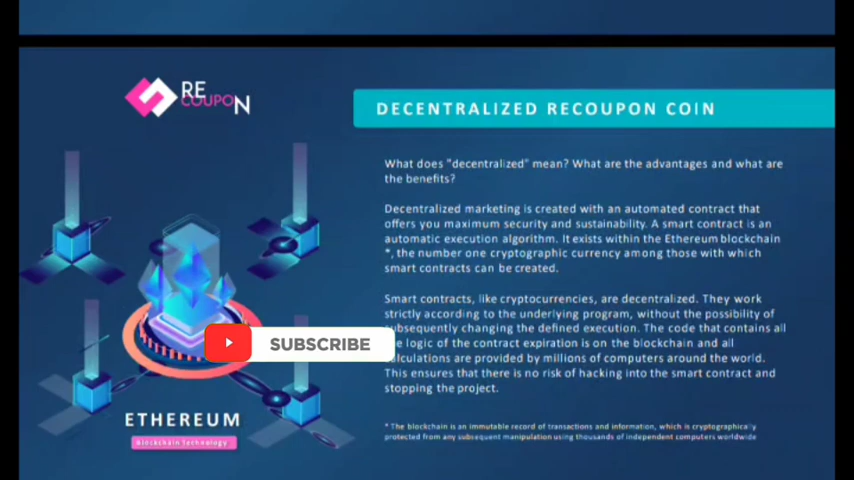 RE
COUPON
DECENTRALIZED RECOUPON COIN
What does "decentralized" mean? What are the advantages and what are
the benefits?
Decentralized marketing is created with an automated contract that
offers you maximum security and sustainability. A smart contract is an
automatic execution algorithm. It exists within the Ethereum blockchain
*, the number one cryptographic currency among those with which
smart contracts can be created.
Smart contracts, like cryptocurrencies, are decentralized. They work
strictly according to the underlying program, without the possibility of
subsequently changing the defined execution. The code that contains all
logic of the contract expiration is on the blockchain and all
calculations are provided by millions of computers around the world.
This ensures that there is no risk of hacking into the smart contract and
stopping the project.
SUBSCRIBE
ETHEREUM
blockchain technology
* The blockchain is an immutable record of transactions and information, which is cryptographically
protected from any subsequent manipulation using thousands of independent computers worldwide